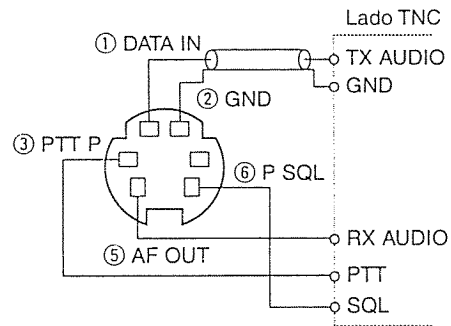 Lado TNC
① DATA IN
TX AUDIO
② GND
GND
③ PTT P
⑥ P SQL
⑤ AF OUT
RX AUDIO
PTT
SQL